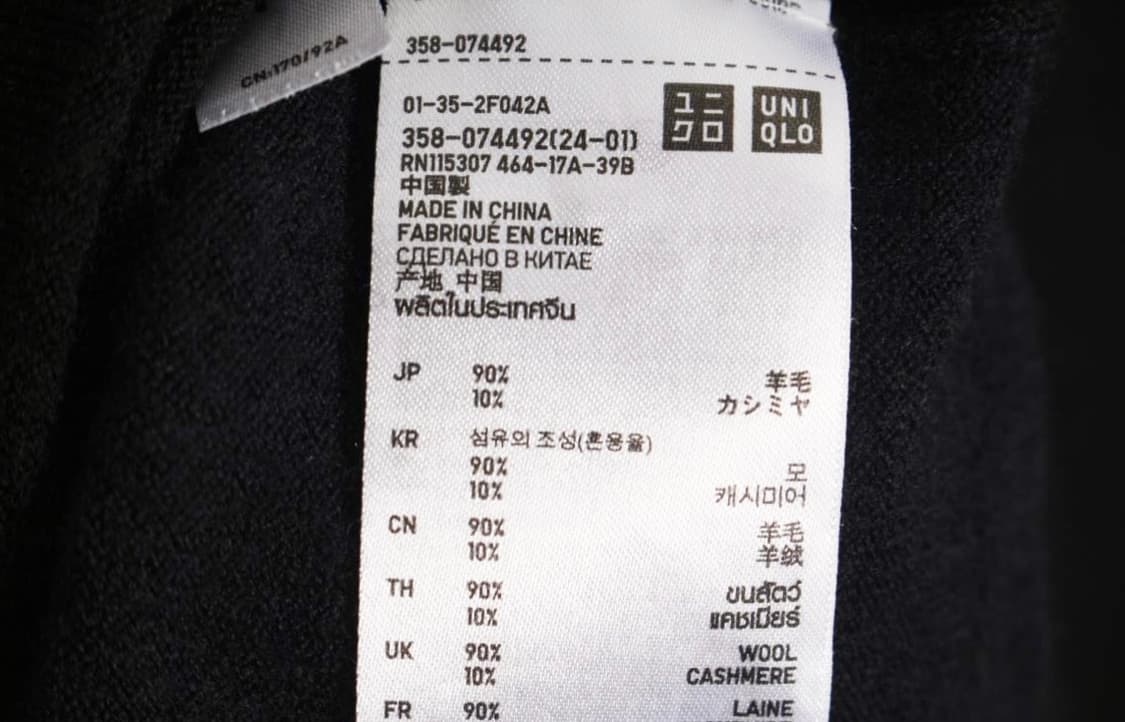 CN:170/92A
358-074492
01-35-2F042A
ユニクロ
UNIQLO
358-074492(24-01)
RN115307 464-17A-39B
中国製
MADE IN CHINA
FABRIQUÉ EN CHINE
СДЕЛАНО В КИТАЕ
产地 中国
ผลิตในประเทศจีน
JP 90% 羊毛
10% カシミヤ
KR 섬유의 조성(혼용율)
90% 모
10% 캐시미어
CN 90% 羊毛
10% 羊绒
TH 90% ขนสัตว์
10% แคชเมียร์
UK 90% WOOL
10% CASHMERE
FR 90% LAINE